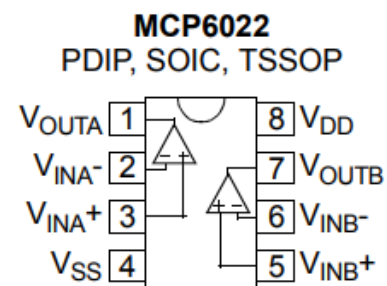 MCP6022
PDIP, SOIC, TSSOP
VOUTA 1 8 VDD
VINA- 2 7 VOUTB
VINA+ 3 6 VINB-
VSS 4 5 VINB+